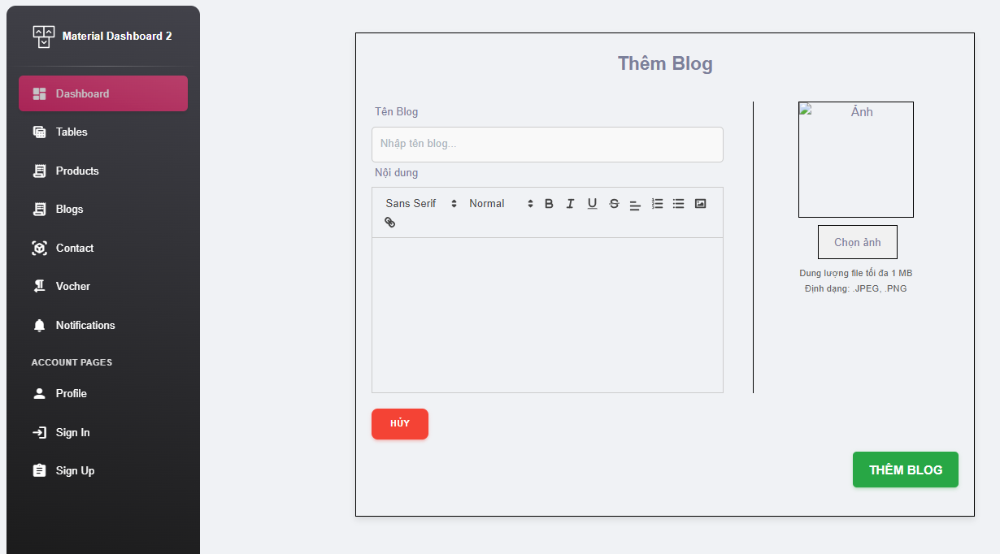 Material Dashboard 2
Dashboard
Tables
Products
Blogs
Contact
Vocher
Notifications
ACCOUNT PAGES
Profile
Sign In
Sign Up
Thêm Blog
Tên Blog
Nhập tên blog...
Nội dung
Sans Serif Normal
HỦY
Ảnh
Chọn ảnh
Dung lượng file tối đa 1 MB
Định dạng: .JPEG, .PNG
THÊM BLOG